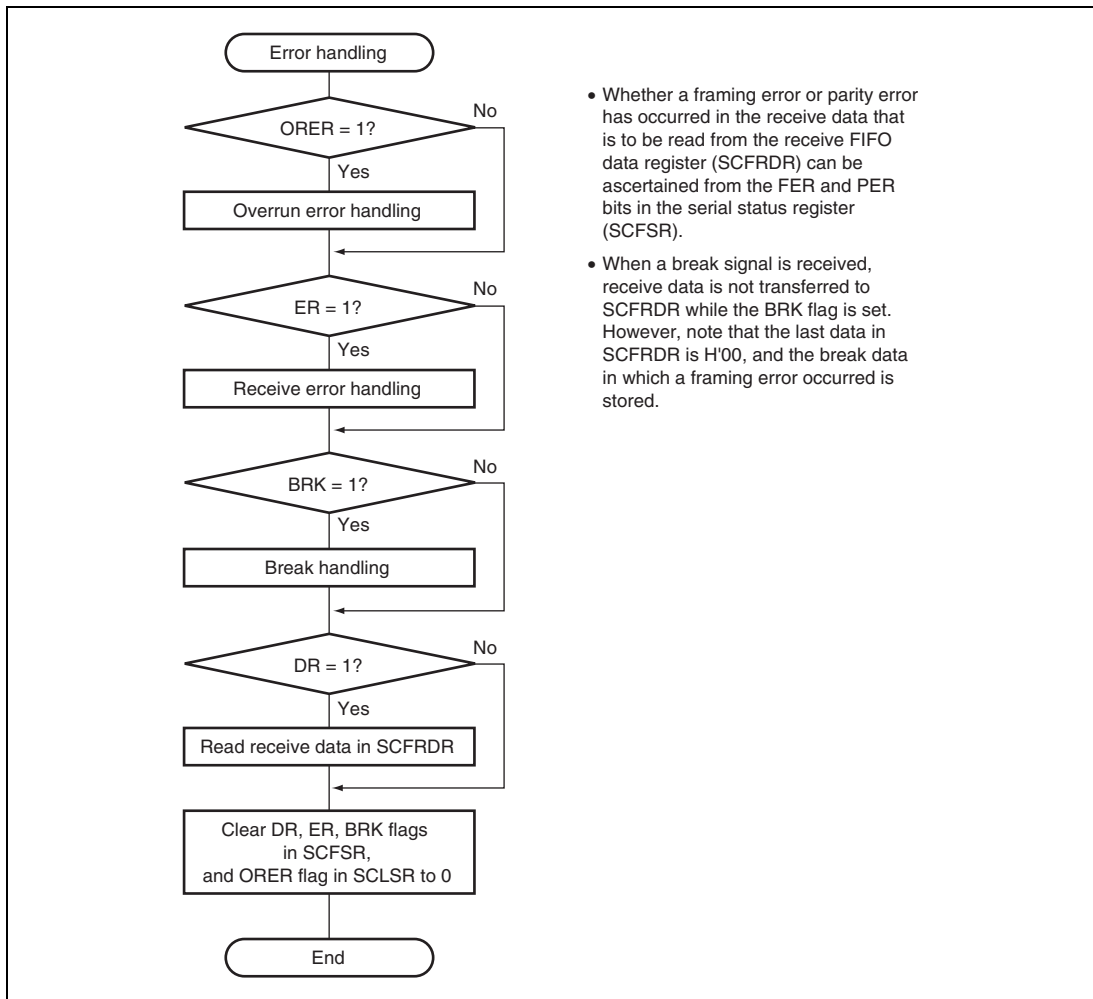 Error handling
ORER = 1?
No
Yes
Overrun error handling
ER = 1?
No
Yes
Receive error handling
BRK = 1?
No
Yes
Break handling
DR = 1?
No
Yes
Read receive data in SCFRDR
Clear DR, ER, BRK flags
in SCFSR,
and ORER flag in SCLSR to 0
End
• Whether a framing error or parity error
has occurred in the receive data that
is to be read from the receive FIFO
data register (SCFRDR) can be
ascertained from the FER and PER
bits in the serial status register
(SCFSR).
• When a break signal is received,
receive data is not transferred to
SCFRDR while the BRK flag is set.
However, note that the last data in
SCFRDR is H'00, and the break data
in which a framing error occurred is
stored.